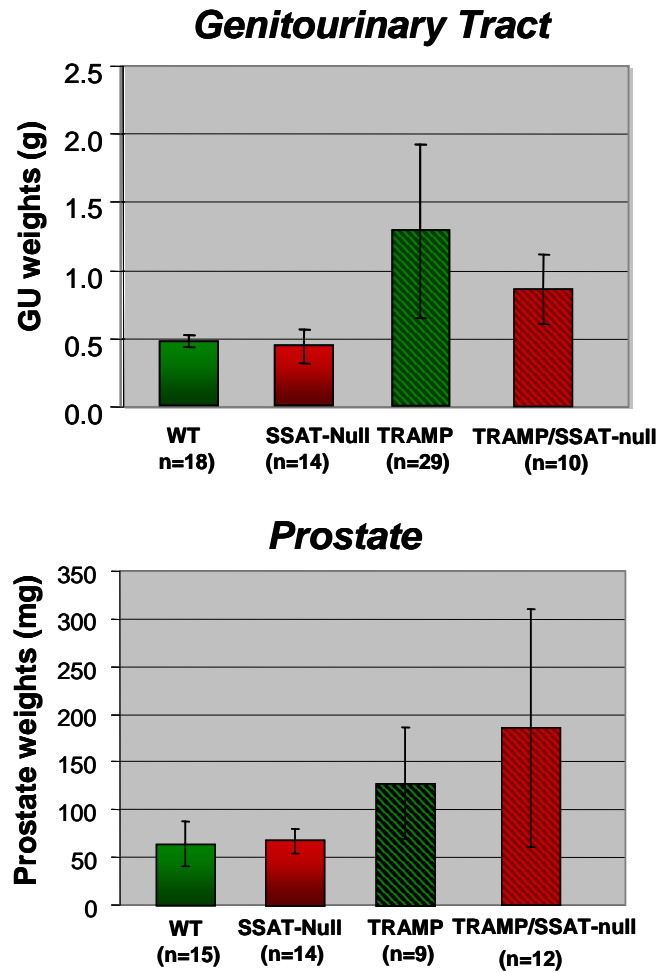 Genitourinary Tract
GU weights (g)
2.5
2.0
1.5
1.0
0.5
0.0
WT SSAT-Null TRAMP TRAMP/SSAT-null
n=18) (n=14) (n=29) (n=10)
Prostate
Prostate weights (mg)
350
300
250
200
150
100
50
0
WT SSAT-Null TRAMP TRAMP/SSAT-null
(n=15) (n=14) (n=9) (n=12)